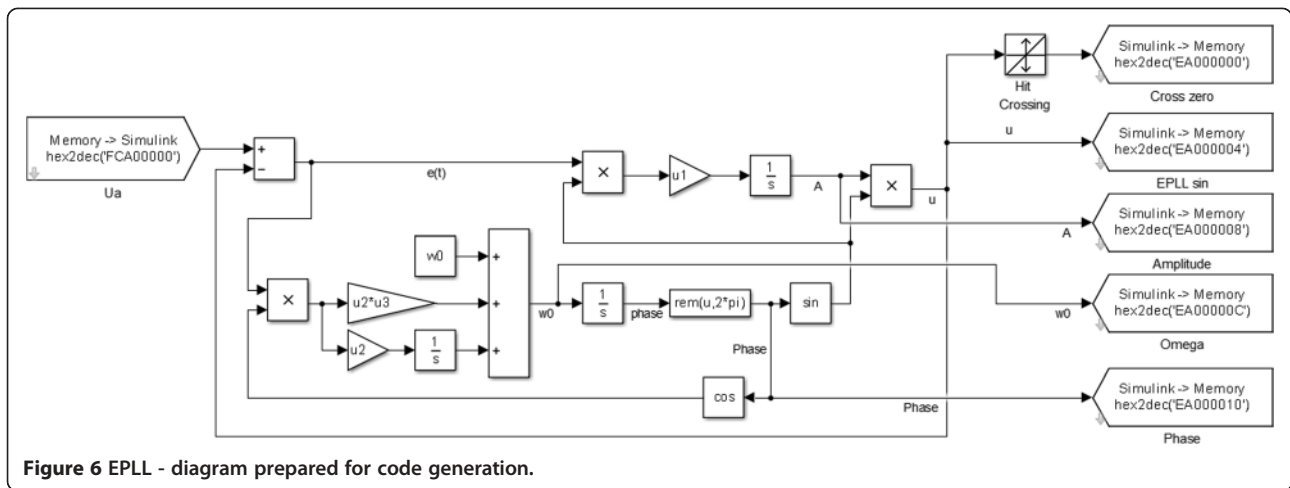 Simulink -> Memory
hex2dec('EA000000')
Cross zero
Hit
Crossing
Memory -> Simulink
hex2dec('FCA00000')
Ua
+
−
e(t)
×
u1
1
s
A
×
u
u
Simulink -> Memory
hex2dec('EA000004')
EPLL sin
A
Simulink -> Memory
hex2dec('EA000008')
Amplitude
×
u2*u3
u2
1
s
w0
+
+
+
w0
1
s
phase
rem(u,2*pi)
sin
Phase
cos
w0
Simulink -> Memory
hex2dec('EA00000C')
Omega
Phase
Simulink -> Memory
hex2dec('EA000010')
Phase
Figure 6 EPLL - diagram prepared for code generation.